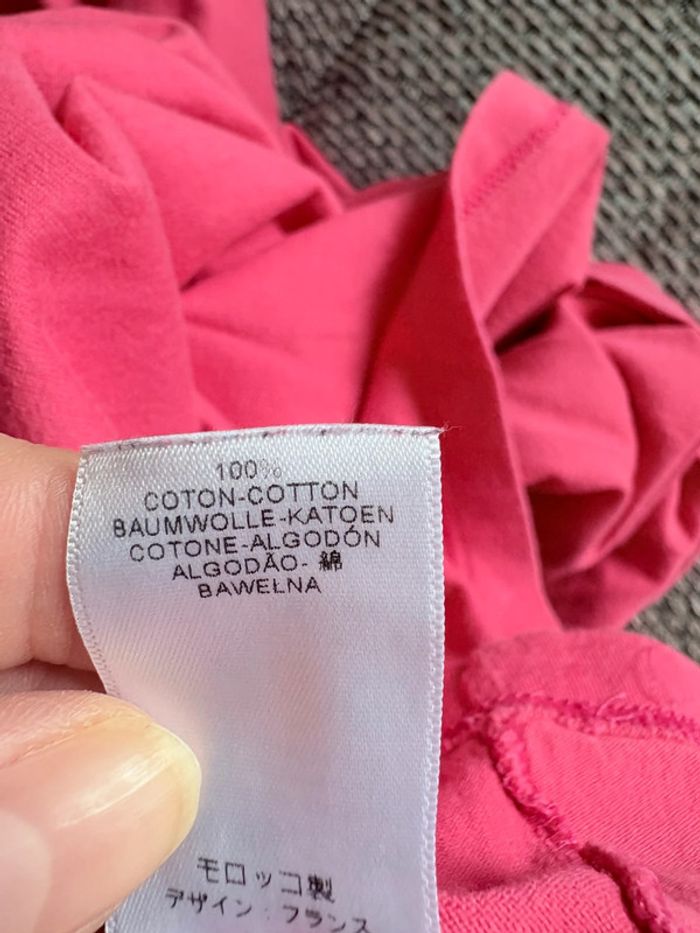 100%
COTON-COTTON
BAUMWOLLE-KATOEN
COTONE-ALGODÓN
ALGODÃO- 綿
BAWEŁNA
モロッコ製
デザイン : フランス